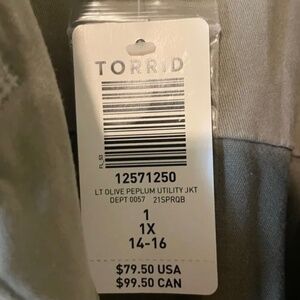 TORRID
FL_S1
12571250
LT OLIVE PEPLUM UTILITY JKT
DEPT 0057 21SPRQB
1
1X
14-16
$79.50 USA
$99.50 CAN